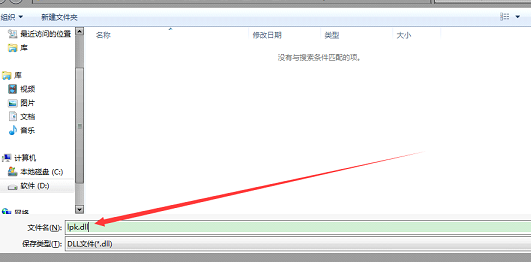 组织 新建文件夹
最近访问的位置
库
库
视频
图片
文档
音乐
计算机
本地磁盘 (C:)
软件 (D:)
网络
名称 修改日期 类型 大小
没有与搜索条件匹配的项。
文件名(N): lpk.dll
保存类型(T): DLL文件(*.dll)